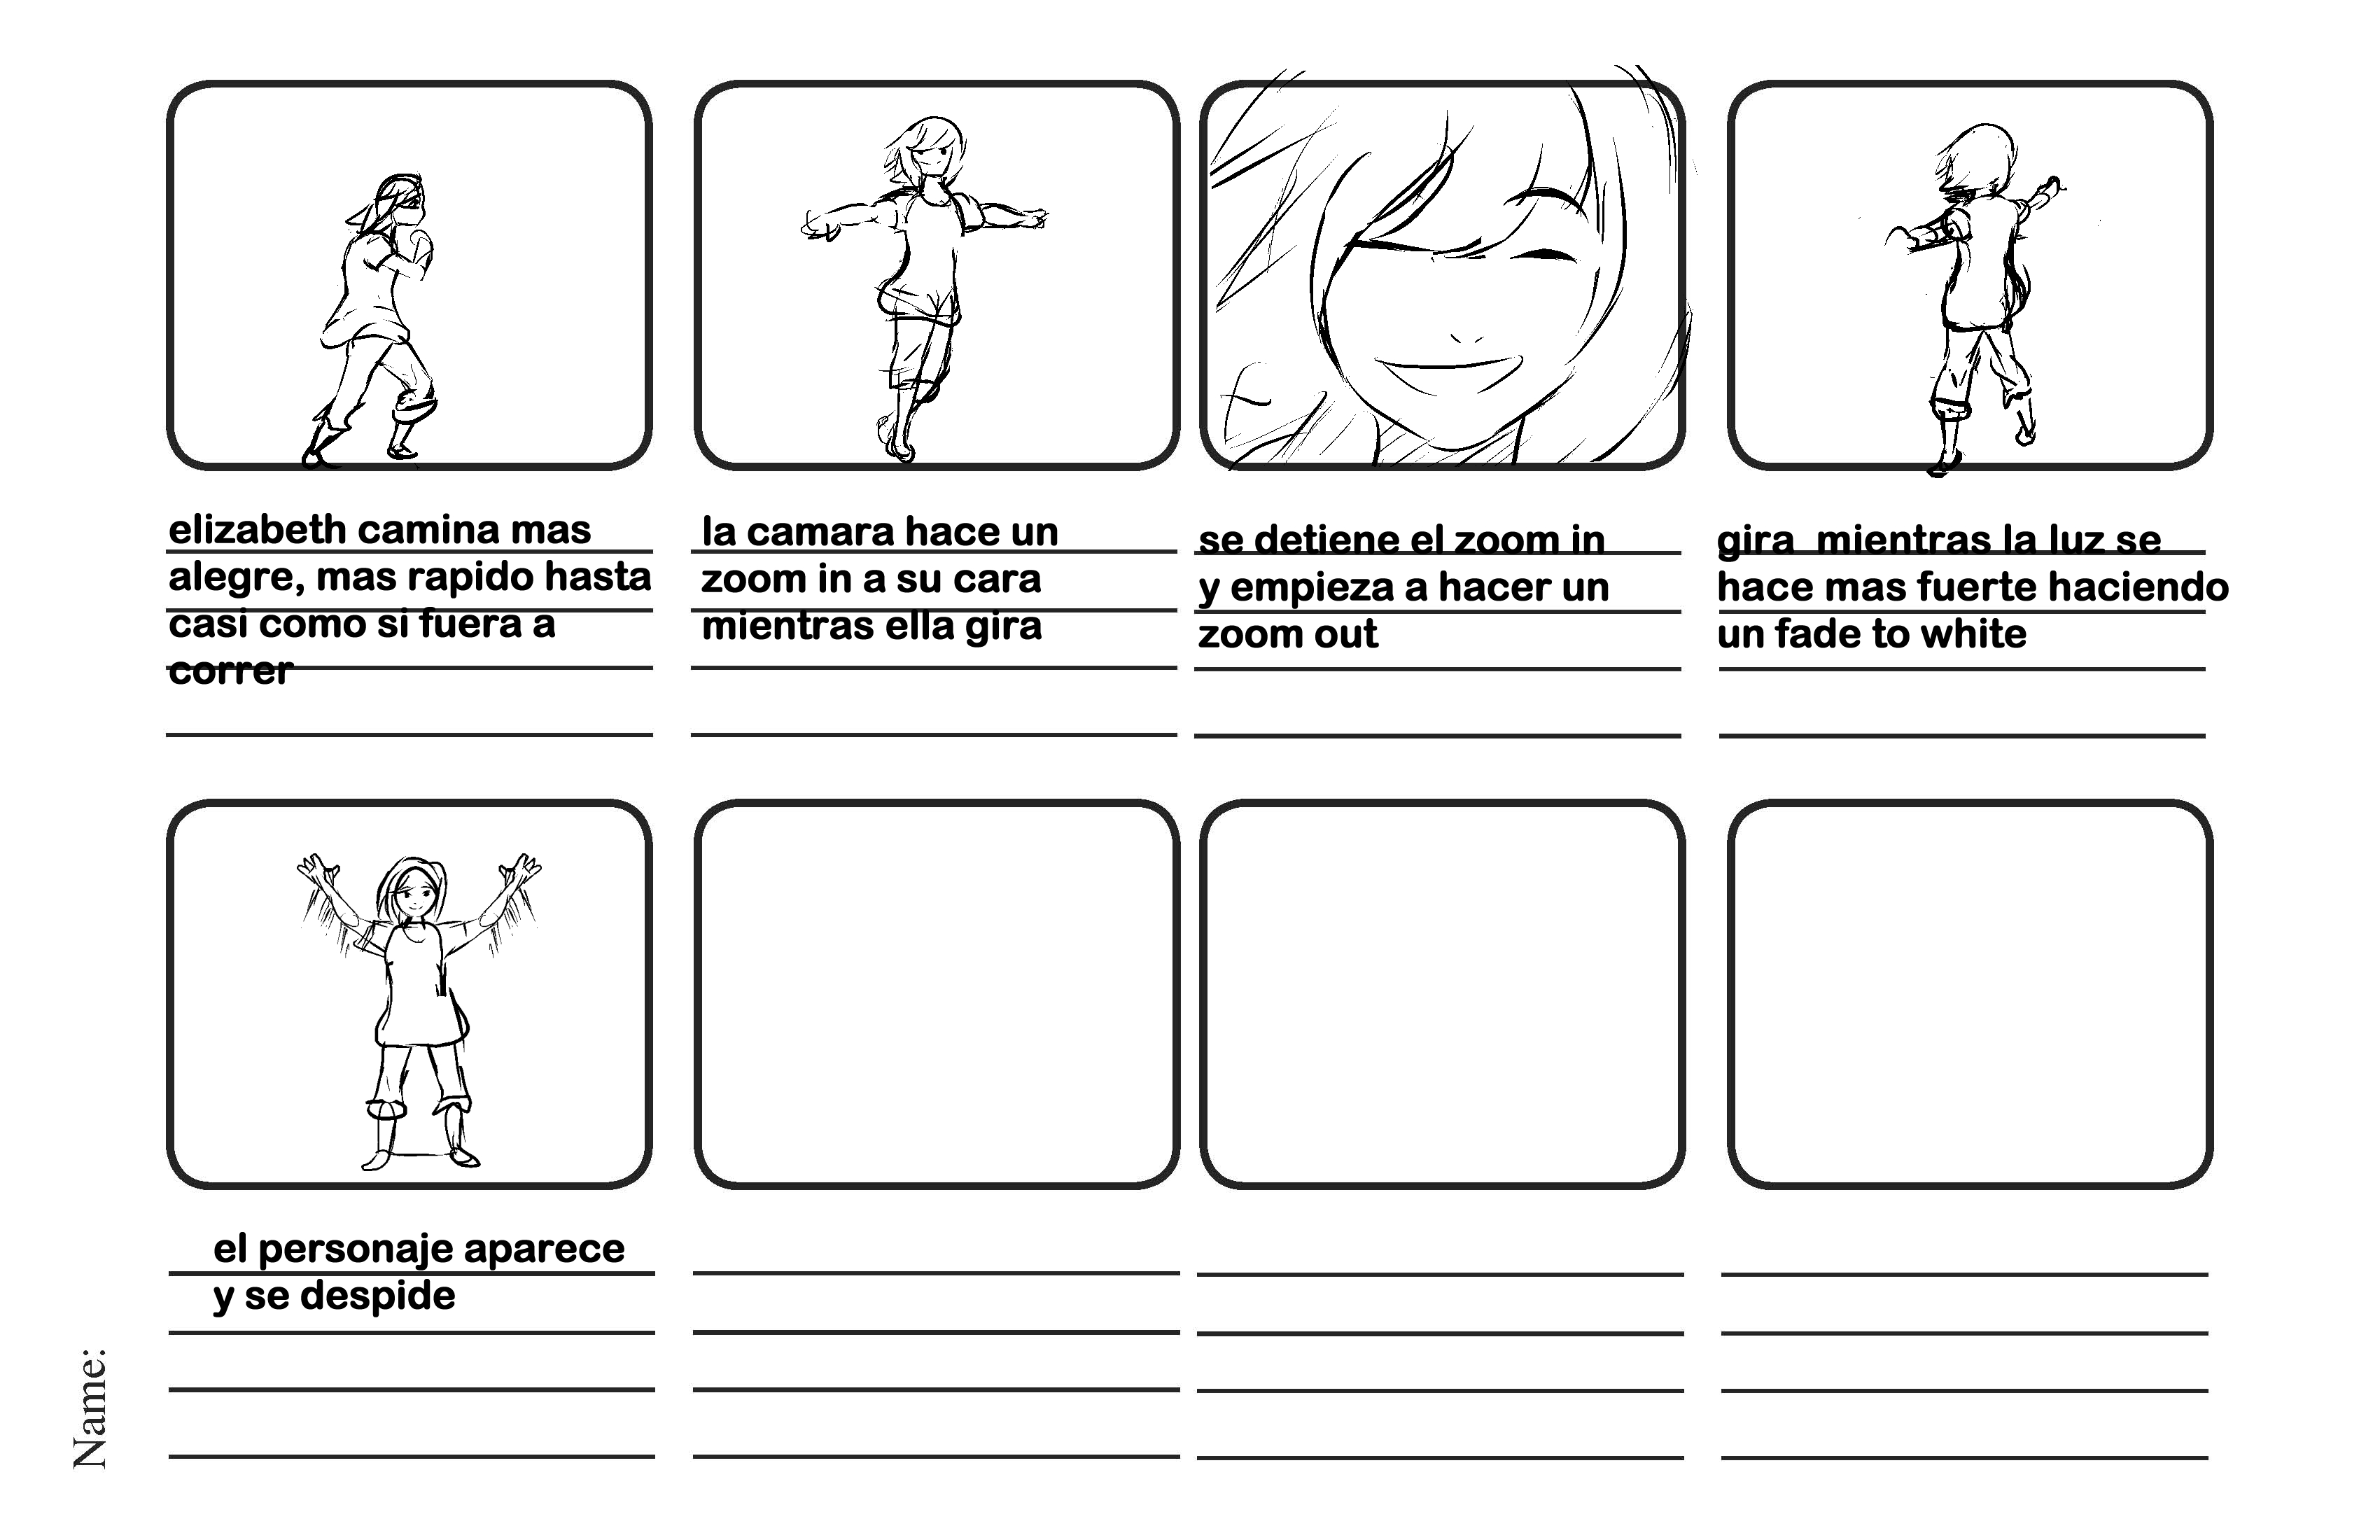 elizabeth camina mas
alegre, mas rapido hasta
casi como si fuera a
correr
la camara hace un
zoom in a su cara
mientras ella gira
se detiene el zoom in
y empieza a hacer un
zoom out
gira  mientras la luz se
hace mas fuerte haciendo
un fade to white
el personaje aparece
y se despide
Name: